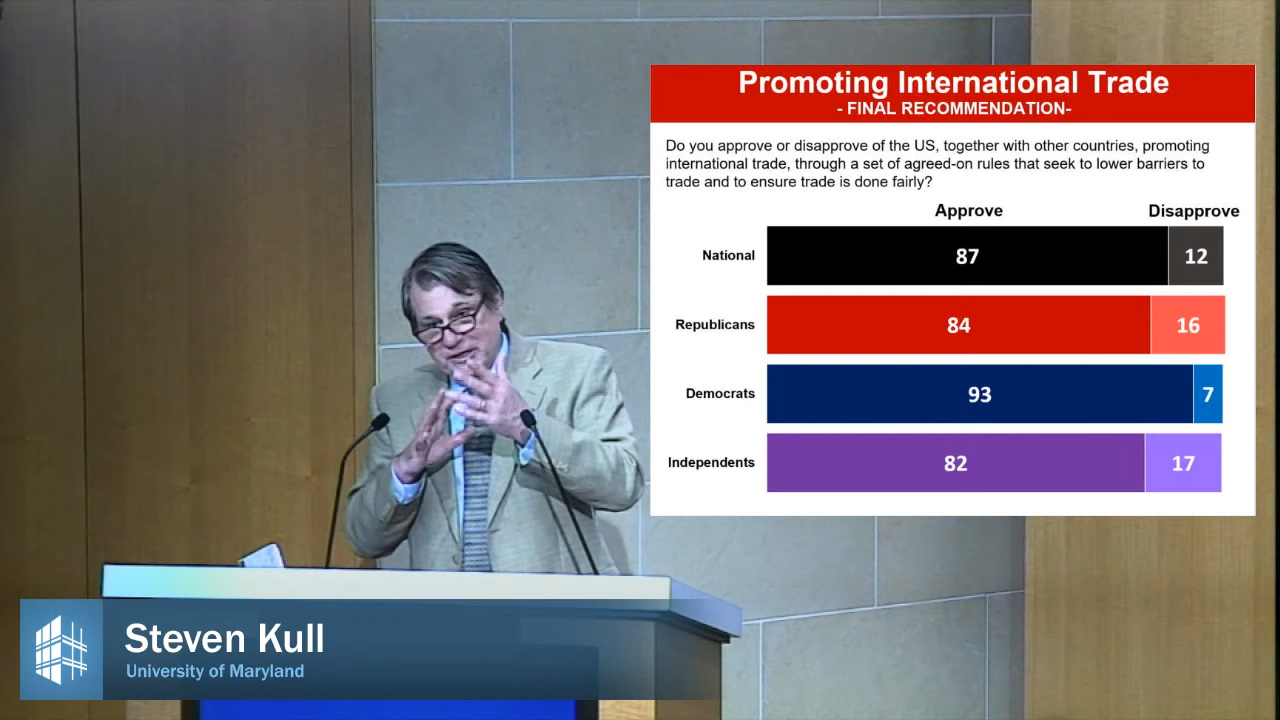 Promoting International Trade
- FINAL RECOMMENDATION-
Do you approve or disapprove of the US, together with other countries, promoting
international trade, through a set of agreed-on rules that seek to lower barriers to
trade and to ensure trade is done fairly?
Approve Disapprove
National 87 12
Republicans 84 16
Democrats 93 7
Independents 82 17
Steven Kull
University of Maryland